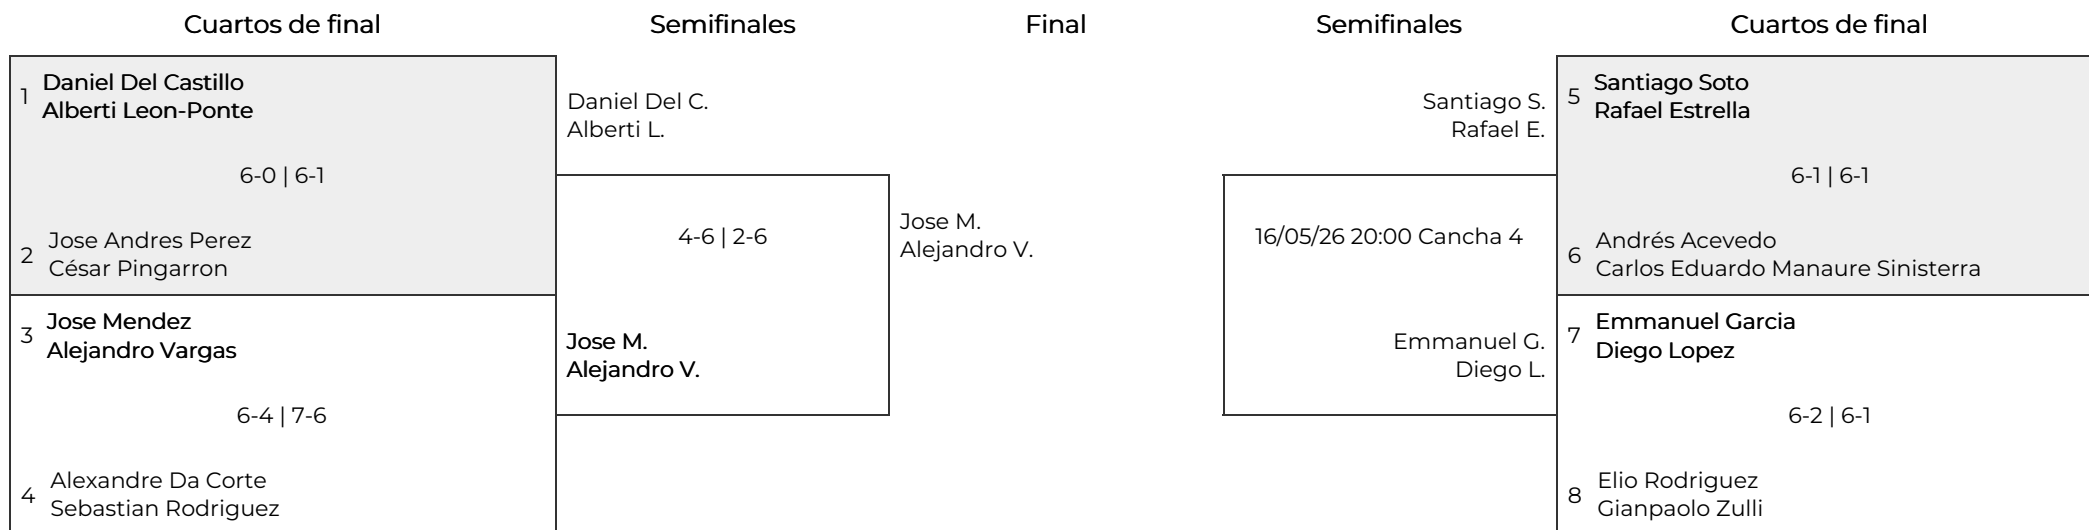 Cuartos de final
Semifinales
Final
Semifinales
Cuartos de final
1
Daniel Del Castillo
Alberti Leon-Ponte
6-0 | 6-1
2
Jose Andres Perez
César Pingarron
3
Jose Mendez
Alejandro Vargas
6-4 | 7-6
4
Alexandre Da Corte
Sebastian Rodriguez
Daniel Del C.
Alberti L.
4-6 | 2-6
Jose M.
Alejandro V.
Jose M.
Alejandro V.
Santiago S.
Rafael E.
16/05/26 20:00 Cancha 4
Emmanuel G.
Diego L.
5
Santiago Soto
Rafael Estrella
6-1 | 6-1
6
Andrés Acevedo
Carlos Eduardo Manaure Sinisterra
7
Emmanuel Garcia
Diego Lopez
6-2 | 6-1
8
Elio Rodriguez
Gianpaolo Zulli